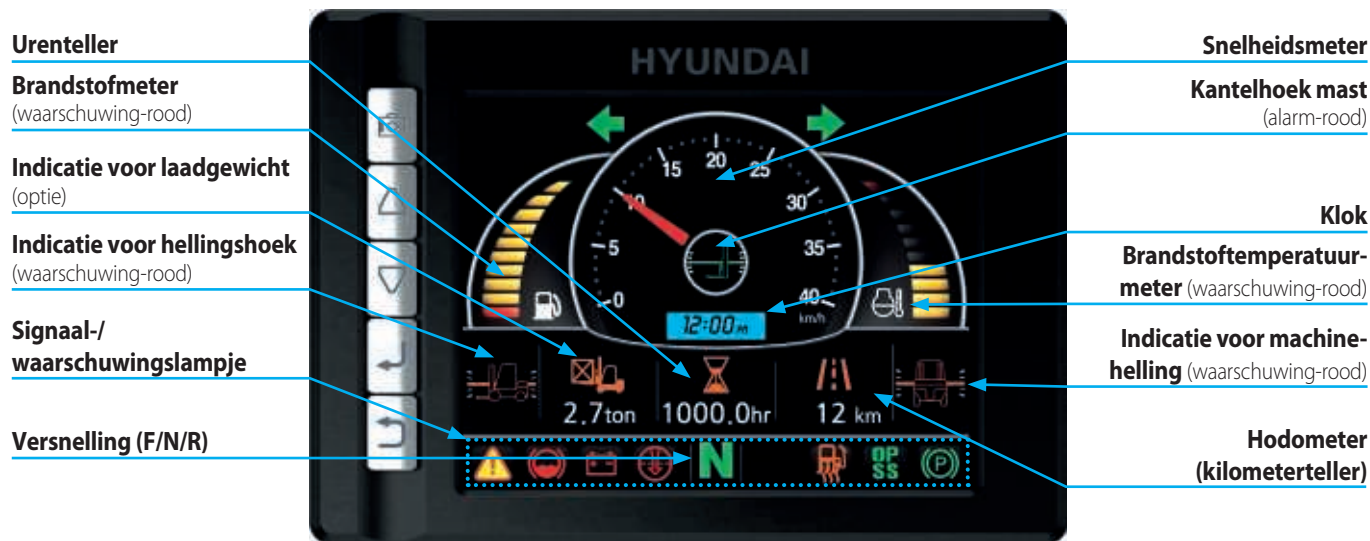 Urenteller
Brandstofmeter
(waarschuwing-rood)
Indicatie voor laadgewicht
(optie)
Indicatie voor hellingshoek
(waarschuwing-rood)
Signaal-/
waarschuwingslampje
Versnelling (F/N/R)
HYUNDAI
0
5
10
15
20
25
30
35
40
km/h
12:00 PM
2.7ton
1000.0hr
12 km
N
OP
SS
P
Snelheidsmeter
Kantelhoek mast
(alarm-rood)
Klok
Brandstoftemperatuur-
meter (waarschuwing-rood)
Indicatie voor machine-
helling (waarschuwing-rood)
Hodometer
(kilometerteller)